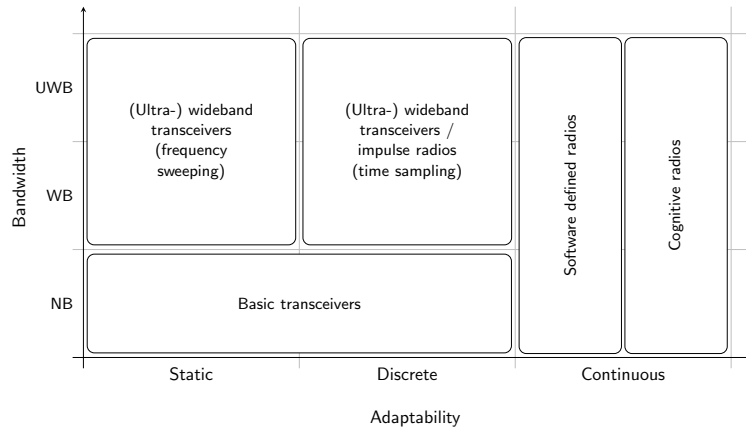 Bandwidth
UWB
WB
NB
(Ultra-) wideband
transceivers
(frequency
sweeping)
(Ultra-) wideband
transceivers /
impulse radios
(time sampling)
Software defined radios
Cognitive radios
Basic transceivers
Static
Discrete
Continuous
Adaptability